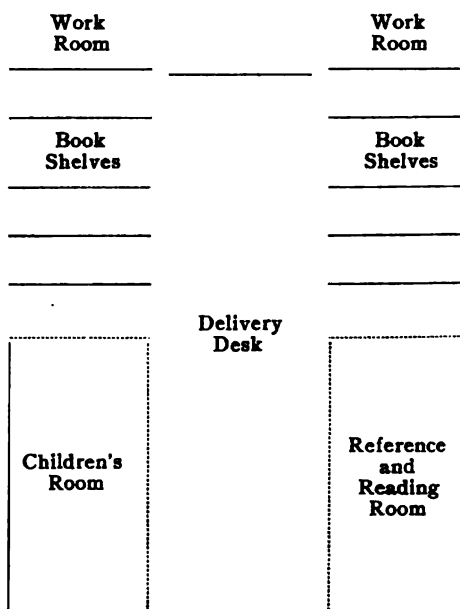 Work
Room
Work
Room
Book
Shelves
Book
Shelves
Delivery
Desk
Children's
Room
Reference
and
Reading
Room